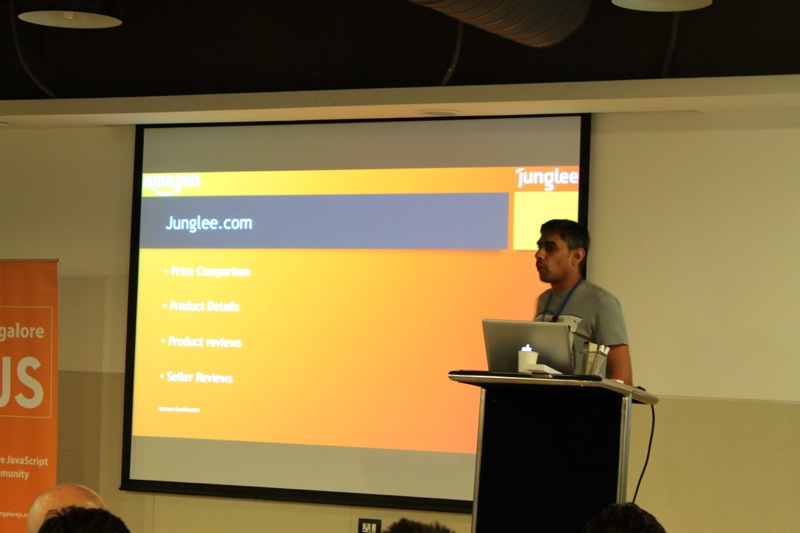 amazon
junglee
Junglee.com
• Price Comparison
• Product Details
• Product reviews
• Seller Reviews
galore
JS
e JavaScript
munity